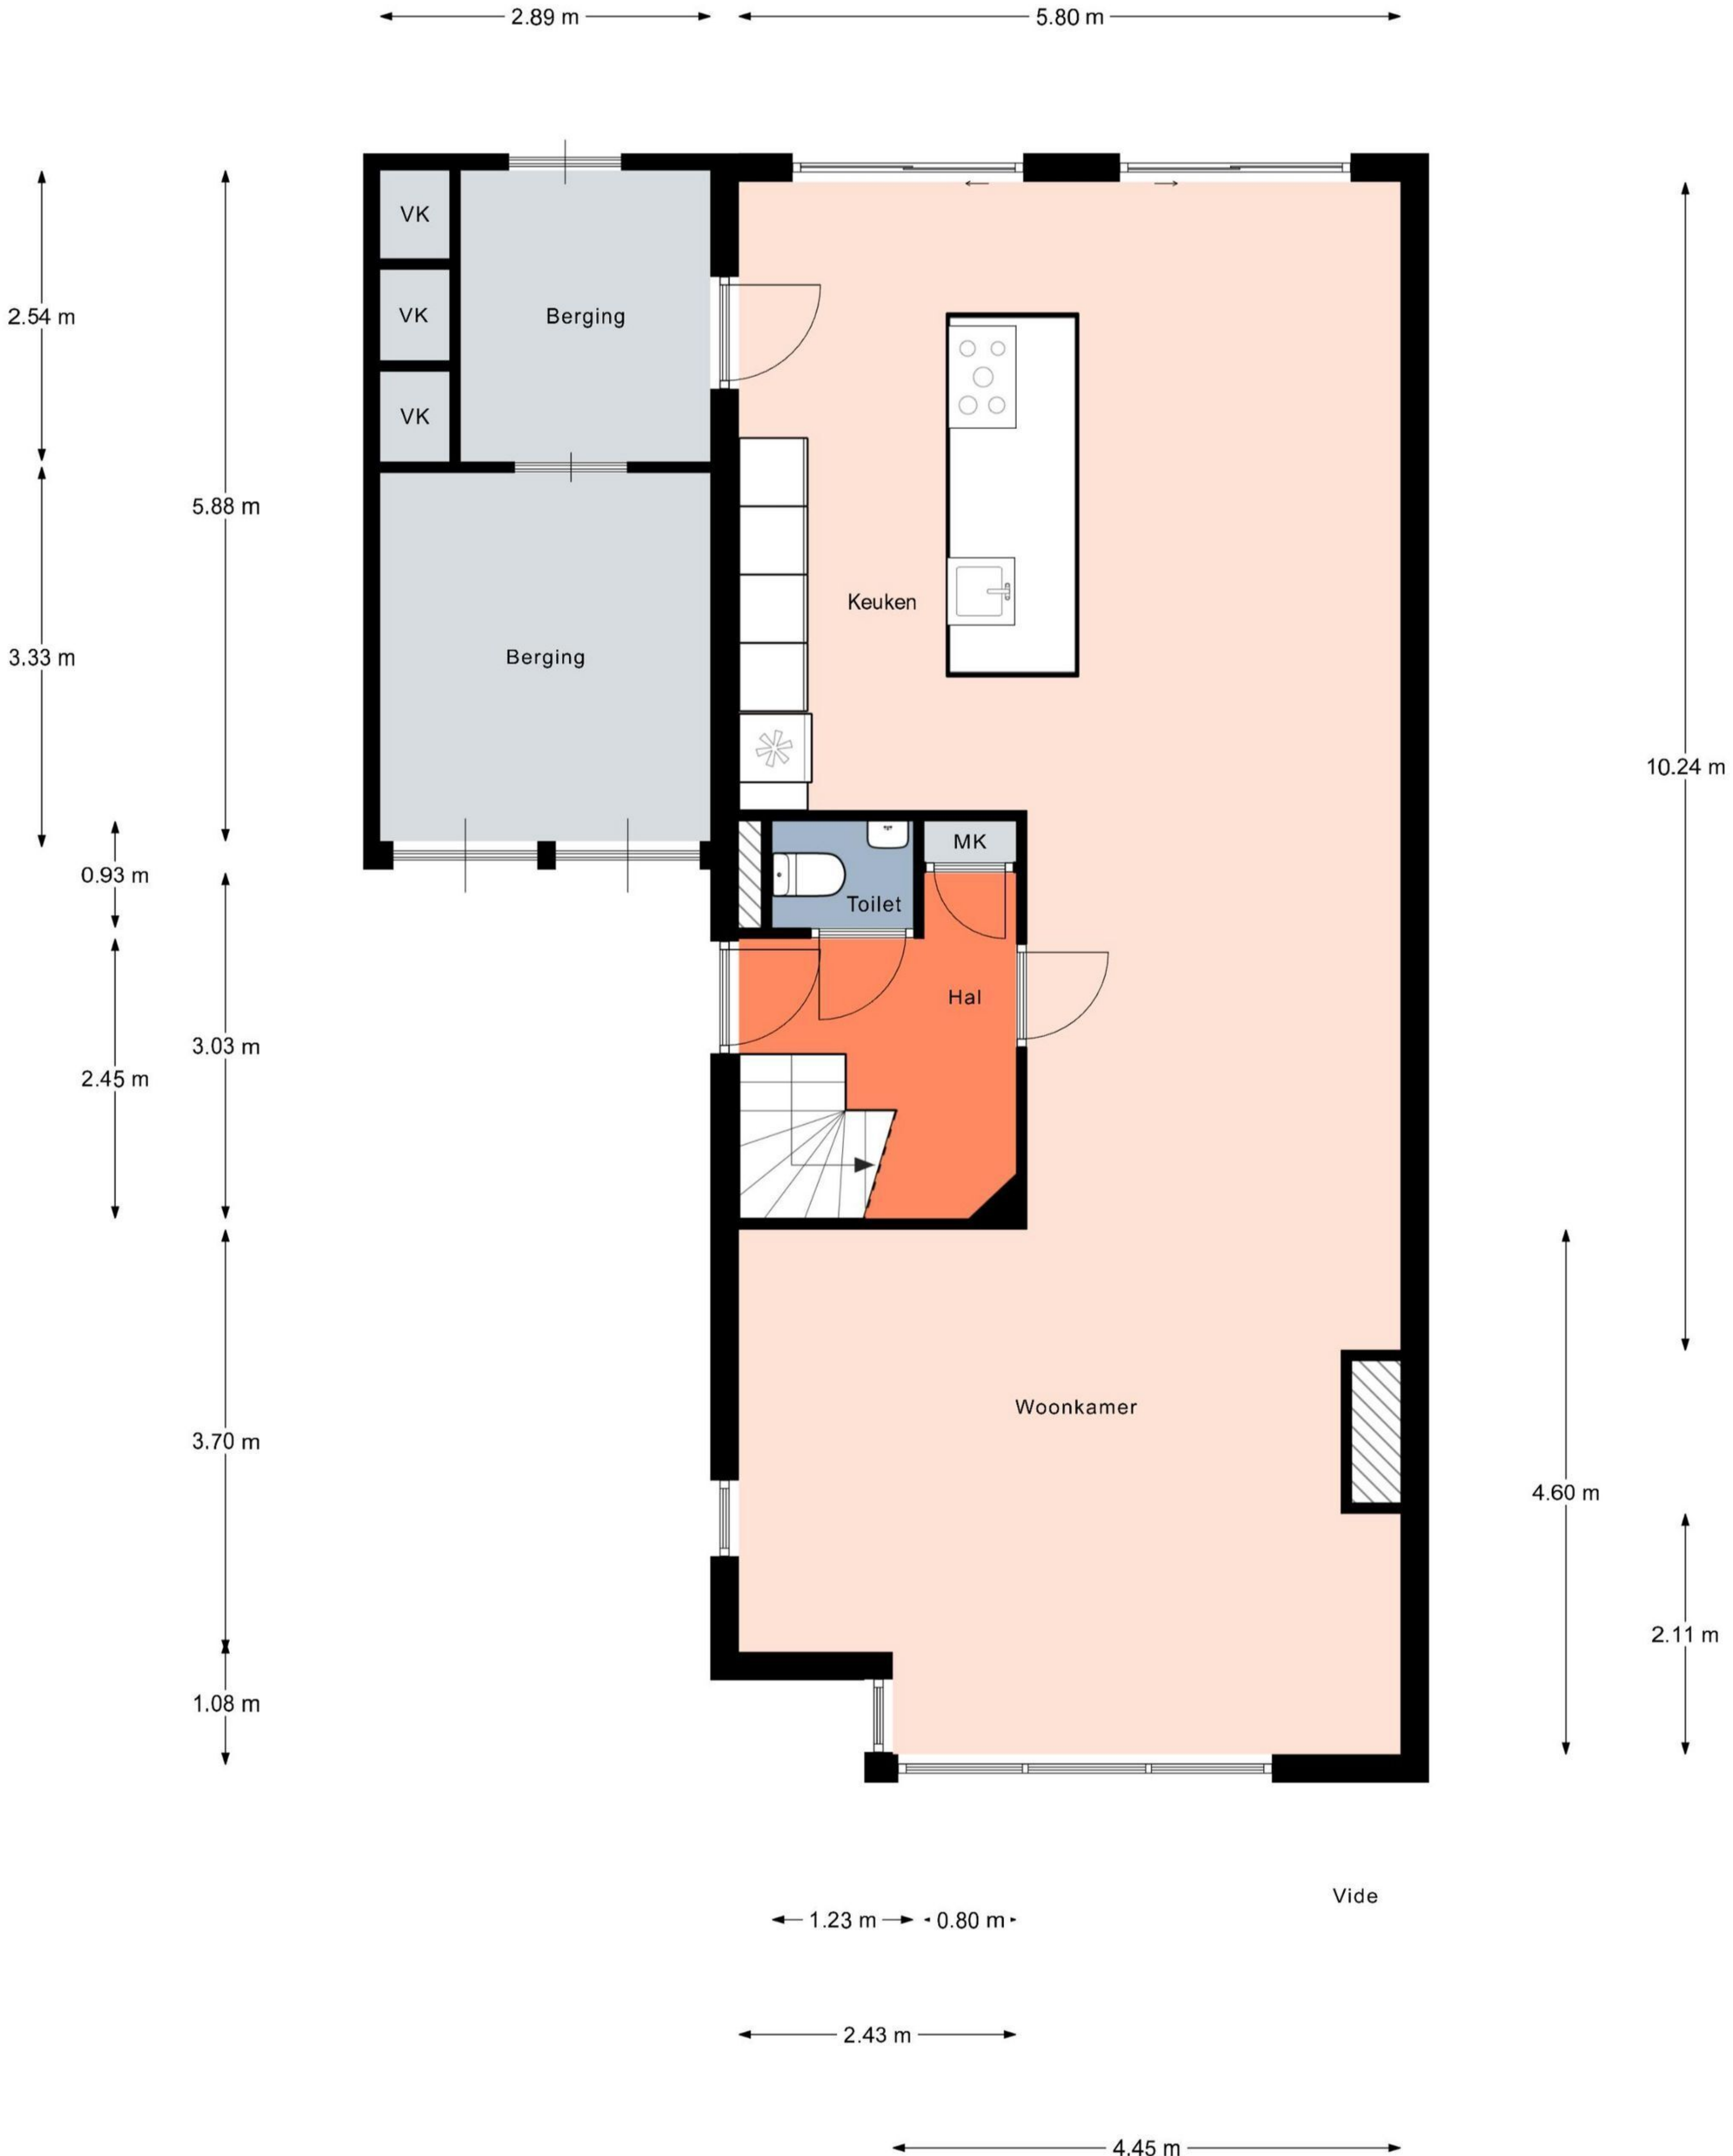 2.89 m
5.80 m
VK
VK
Berging
2.54 m
VK
5.88 m
Keuken
3.33 m
Berging
10.24 m
MK
0.93 m
Toilet
Hal
3.03 m
2.45 m
Woonkamer
3.70 m
4.60 m
2.11 m
1.08 m
Vide
1.23 m
0.80 m
2.43 m
4.45 m